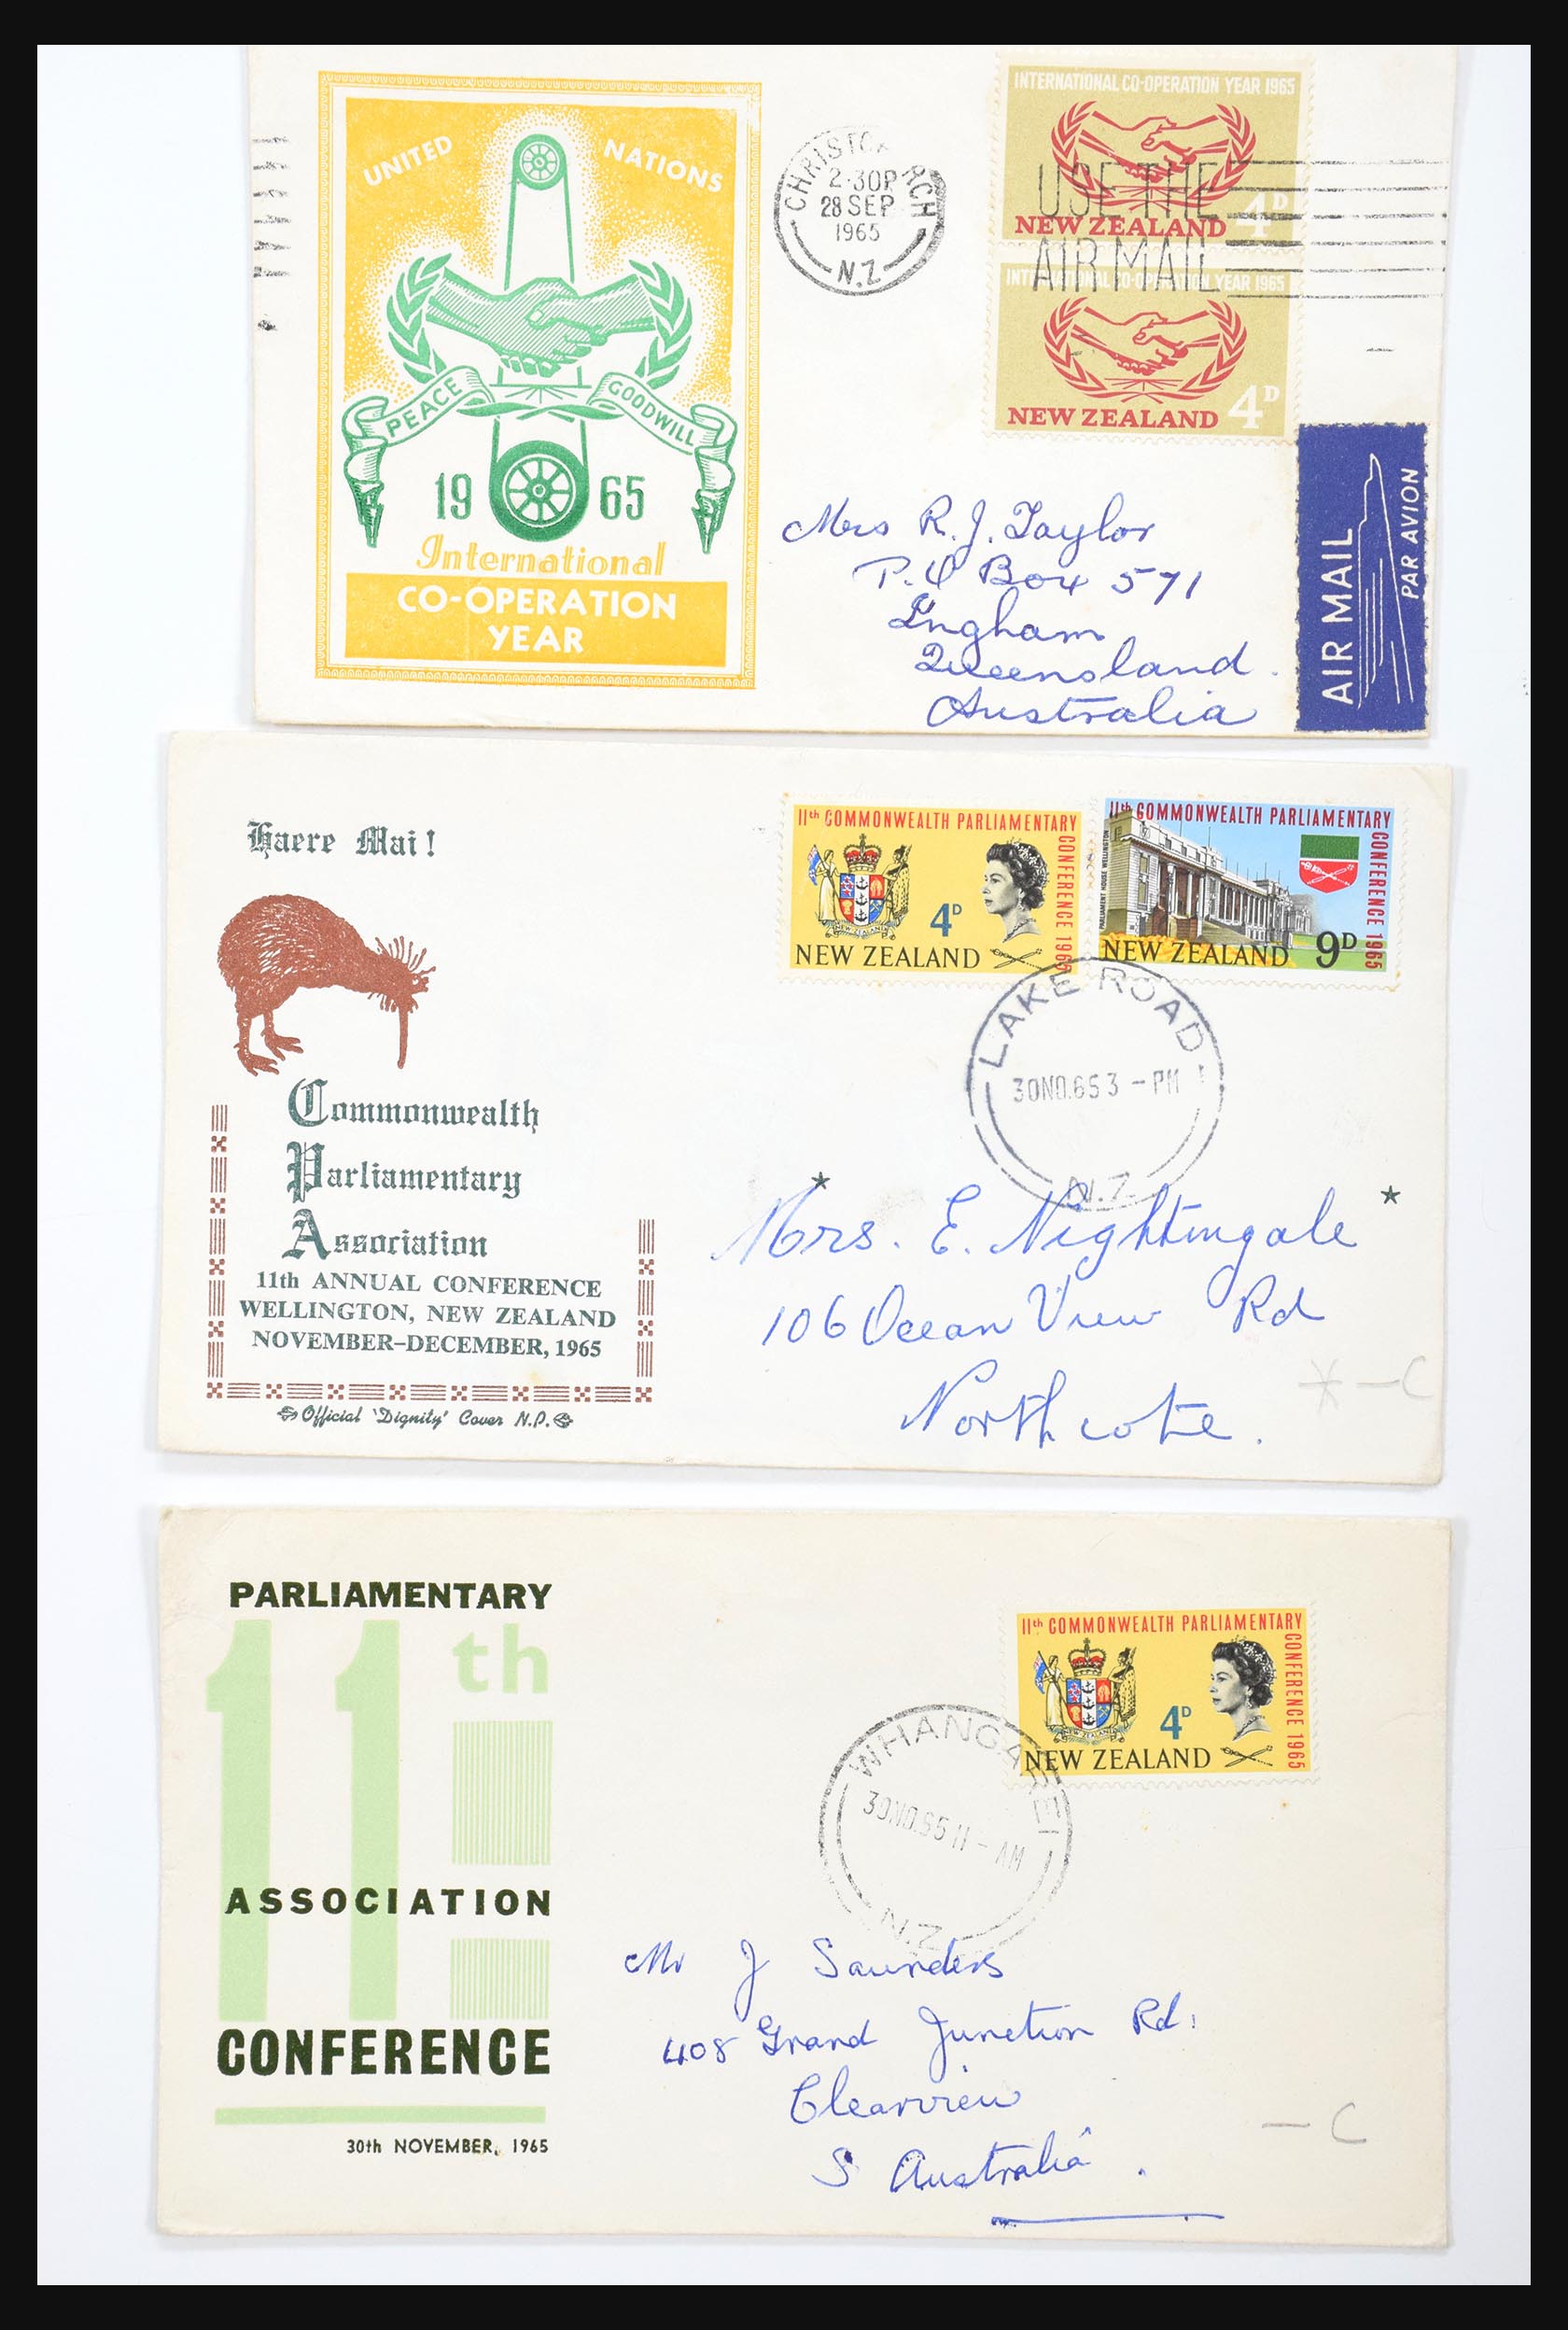 UNITED NATIONS
PEACE GOODWILL
19 65
International
CO-OPERATION
YEAR
CHRISTCHURCH
2·30P
28 SEP
1965
N.Z.
INTERNATIONAL CO-OPERATION YEAR 1965
NEW ZEALAND 4D
USE THE
AIR MAIL
INTERNATIONAL CO-OPERATION YEAR 1965
NEW ZEALAND 4D
AIR MAIL
PAR AVION
Mrs R. J. Taylor
P.O Box 571
Ingham
Queensland.
Australia
Haere Mai!
Commonwealth
Parliamentary
Association
11th ANNUAL CONFERENCE
WELLINGTON, NEW ZEALAND
NOVEMBER–DECEMBER, 1965
Official 'Dignity' Cover N.P.
11th COMMONWEALTH PARLIAMENTARY
CONFERENCE 1965
4D
NEW ZEALAND
11th COMMONWEALTH PARLIAMENTARY
CONFERENCE 1965
PARLIAMENT HOUSE WELLINGTON
NEW ZEALAND 9D
LAKE ROAD
30NO.65 3 – PM
N.Z.
* *
Mrs. E. Nightingale
106 Ocean View Rd
Northcote.
* – C
PARLIAMENTARY
11th
ASSOCIATION
CONFERENCE
30th NOVEMBER, 1965
11th COMMONWEALTH PARLIAMENTARY
CONFERENCE 1965
4D
NEW ZEALAND
WHANGAREI
30NO.65 11 – AM
N.Z.
Mr J Saunders
408 Grand Junction Rd.
Clearview
S Australia.
– C